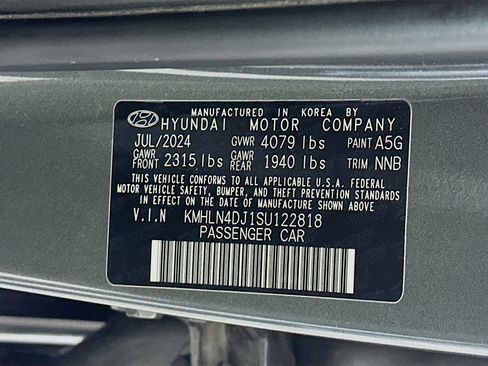 MANUFACTURED IN KOREA BY
HYUNDAI MOTOR COMPANY
JUL/2024 GVWR 4079 lbs PAINT A5G
GAWR FRONT 2315 lbs GAWR REAR 1940 lbs TRIM NNB
THIS VEHICLE CONFORMS TO ALL APPLICABLE U.S.A. FEDERAL
MOTOR VEHICLE SAFETY, BUMPER, AND THEFT PREVENTION
STANDARDS IN EFFECT ON THE DATE OF MANUFACTURE SHOWN ABOVE.
V.I.N KMHLN4DJ1SU122818
PASSENGER CAR